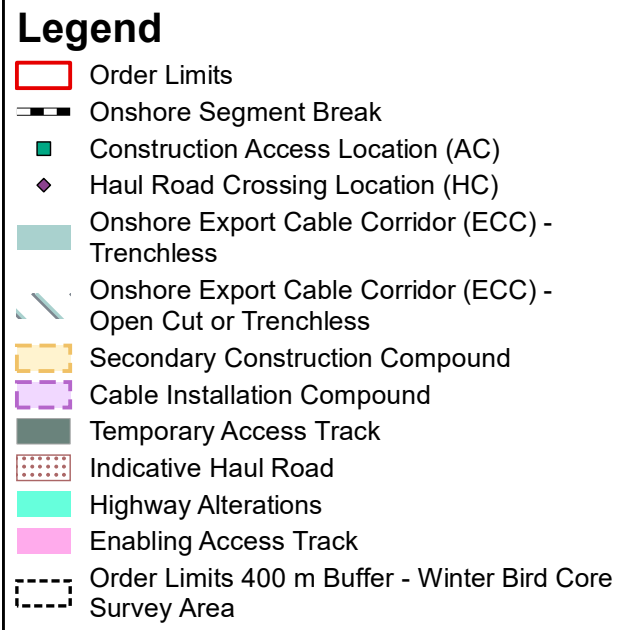 Legend
Order Limits
Onshore Segment Break
Construction Access Location (AC)
Haul Road Crossing Location (HC)
Onshore Export Cable Corridor (ECC) -
Trenchless
Onshore Export Cable Corridor (ECC) -
Open Cut or Trenchless
Secondary Construction Compound
Cable Installation Compound
Temporary Access Track
Indicative Haul Road
Highway Alterations
Enabling Access Track
Order Limits 400 m Buffer - Winter Bird Core
Survey Area